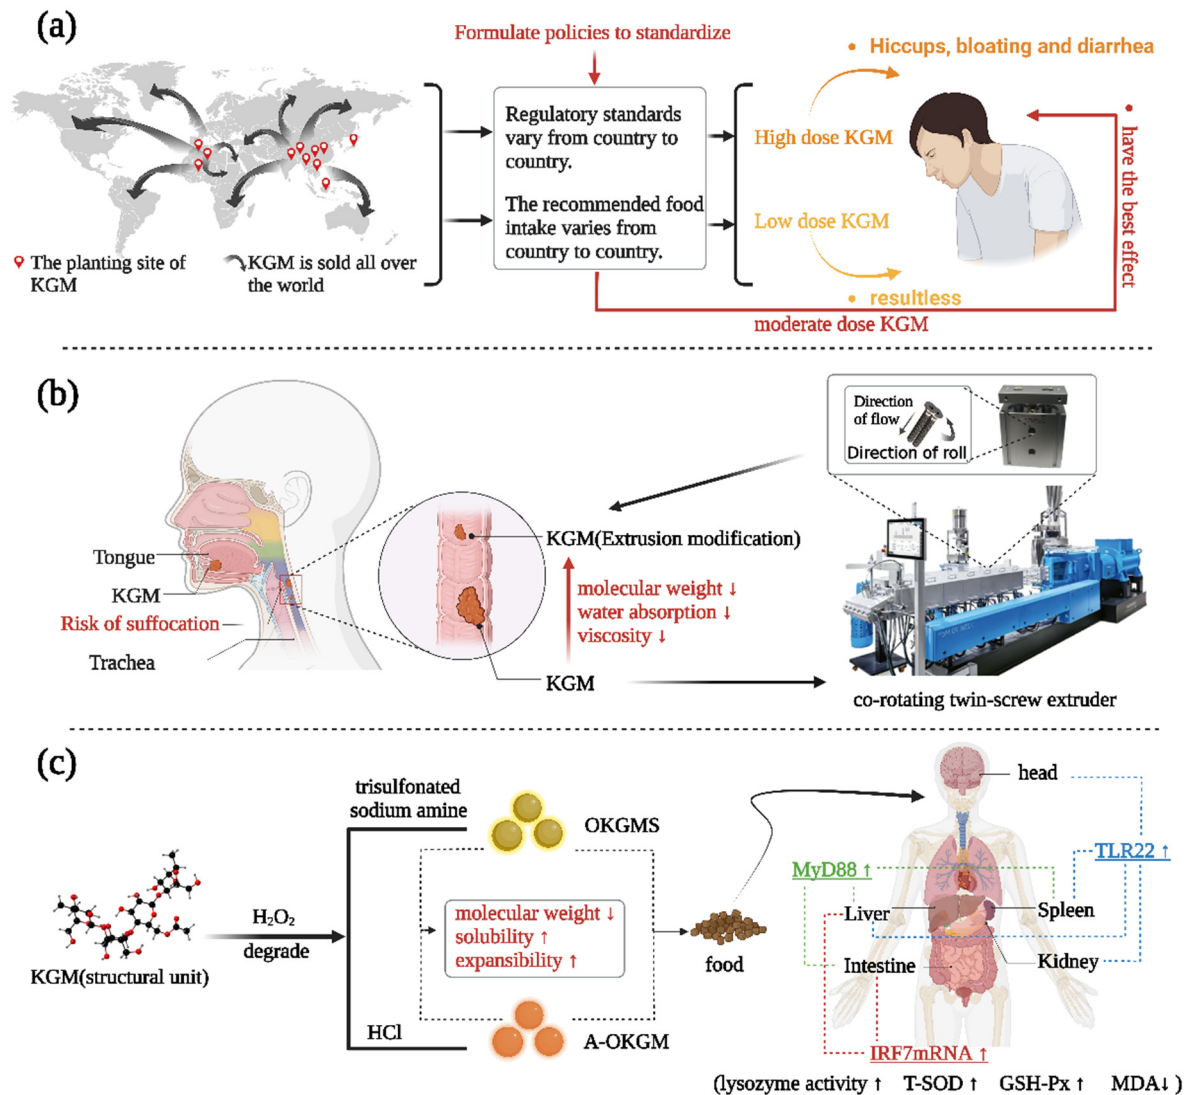 (a)
Formulate policies to standardize
• Hiccups, bloating and diarrhea
Regulatory standards
vary from country to
country.
High dose KGM
The recommended food
intake varies from
country to country.
Low dose KGM
• have the best effect
The planting site of
KGM
KGM is sold all over
the world
• resultless
moderate dose KGM
(b)
Direction
of flow
Direction of roll
Tongue
KGM
Risk of suffocation
Trachea
KGM(Extrusion modification)
molecular weight ↓
water absorption ↓
viscosity ↓
KGM
co-rotating twin-screw extruder
(c)
trisulfonated
sodium amine
OKGMS
head
TLR22 ↑
MyD88 ↑
H₂O₂
degrade
KGM(structural unit)
molecular weight ↓
solubility ↑
expansibility ↑
food
Liver
Spleen
Intestine
Kidney
HCl
A-OKGM
IRF7mRNA ↑
(lysozyme activity ↑ T-SOD ↑ GSH-Px ↑ MDA↓ )